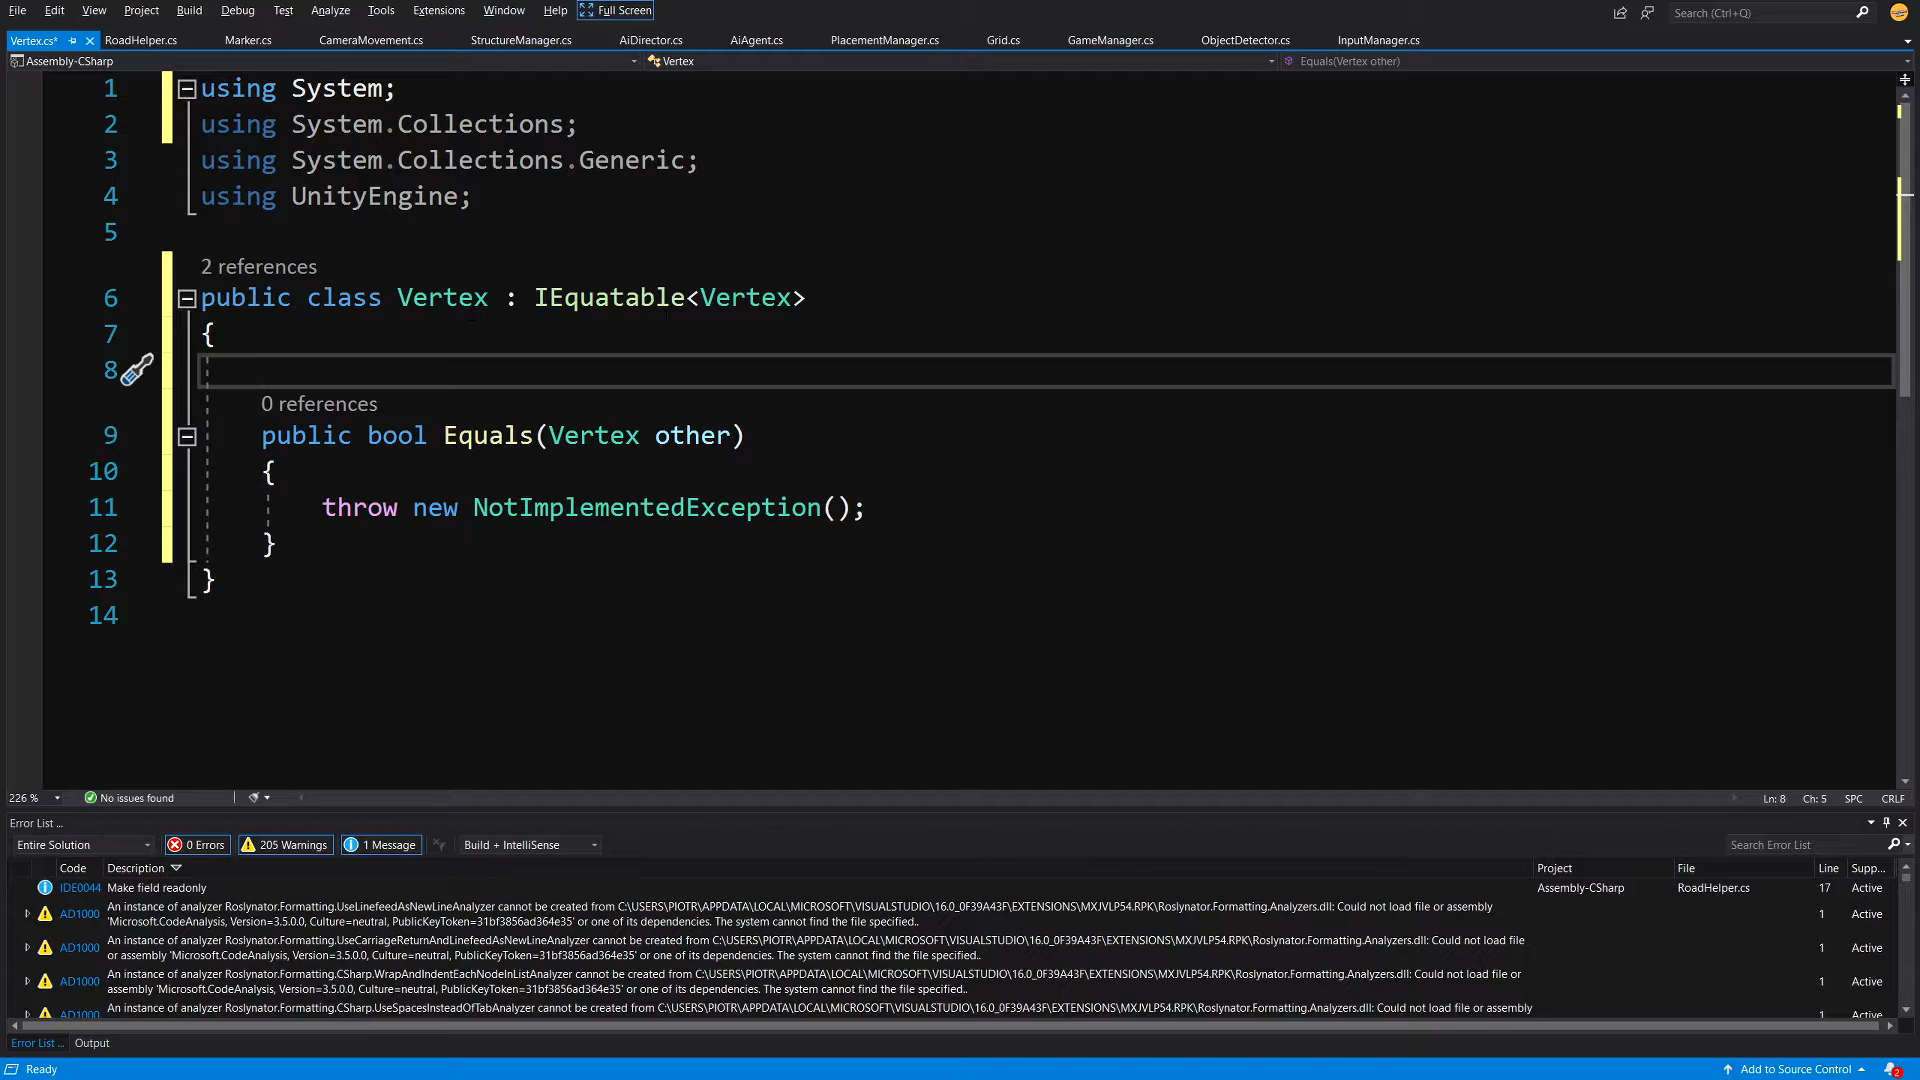 File Edit View Project Build Debug Test Analyze Tools Extensions Window Help Full Screen Search (Ctrl+Q)
Vertex.cs* RoadHelper.cs Marker.cs CameraMovement.cs StructureManager.cs AiDirector.cs AiAgent.cs PlacementManager.cs Grid.cs GameManager.cs ObjectDetector.cs InputManager.cs
Assembly-CSharp Vertex Equals(Vertex other)
1 using System;
2 using System.Collections;
3 using System.Collections.Generic;
4 using UnityEngine;
5
2 references
6 public class Vertex : IEquatable<Vertex>
7 {
8
0 references
9 public bool Equals(Vertex other)
10 {
11 throw new NotImplementedException();
12 }
13 }
14
226 % No issues found Ln: 8 Ch: 5 SPC CRLF
Error List ...
Entire Solution 0 Errors 205 Warnings 1 Message Build + IntelliSense Search Error List
Code Description Project File Line Supp...
IDE0044 Make field readonly Assembly-CSharp RoadHelper.cs 17 Active
AD1000 An instance of analyzer Roslynator.Formatting.UseLinefeedAsNewLineAnalyzer cannot be created from C:\USERS\PIOTR\APPDATA\LOCAL\MICROSOFT\VISUALSTUDIO\16.0_0F39A43F\EXTENSIONS\MXJVLP54.RPK\Roslynator.Formatting.Analyzers.dll: Could not load file or assembly 1 Active
'Microsoft.CodeAnalysis, Version=3.5.0.0, Culture=neutral, PublicKeyToken=31bf3856ad364e35' or one of its dependencies. The system cannot find the file specified..
AD1000 An instance of analyzer Roslynator.Formatting.UseCarriageReturnAndLinefeedAsNewLineAnalyzer cannot be created from C:\USERS\PIOTR\APPDATA\LOCAL\MICROSOFT\VISUALSTUDIO\16.0_0F39A43F\EXTENSIONS\MXJVLP54.RPK\Roslynator.Formatting.Analyzers.dll: Could not load file 1 Active
or assembly 'Microsoft.CodeAnalysis, Version=3.5.0.0, Culture=neutral, PublicKeyToken=31bf3856ad364e35' or one of its dependencies. The system cannot find the file specified..
AD1000 An instance of analyzer Roslynator.Formatting.CSharp.WrapAndIndentEachNodeInListAnalyzer cannot be created from C:\USERS\PIOTR\APPDATA\LOCAL\MICROSOFT\VISUALSTUDIO\16.0_0F39A43F\EXTENSIONS\MXJVLP54.RPK\Roslynator.Formatting.Analyzers.dll: Could not load file or 1 Active
assembly 'Microsoft.CodeAnalysis, Version=3.5.0.0, Culture=neutral, PublicKeyToken=31bf3856ad364e35' or one of its dependencies. The system cannot find the file specified..
AD1000 An instance of analyzer Roslynator.Formatting.CSharp.UseSpacesInsteadOfTabAnalyzer cannot be created from C:\USERS\PIOTR\APPDATA\LOCAL\MICROSOFT\VISUALSTUDIO\16.0_0F39A43F\EXTENSIONS\MXJVLP54.RPK\Roslynator.Formatting.Analyzers.dll: Could not load file or assembly 1 Active
Error List ... Output
Ready Add to Source Control 2